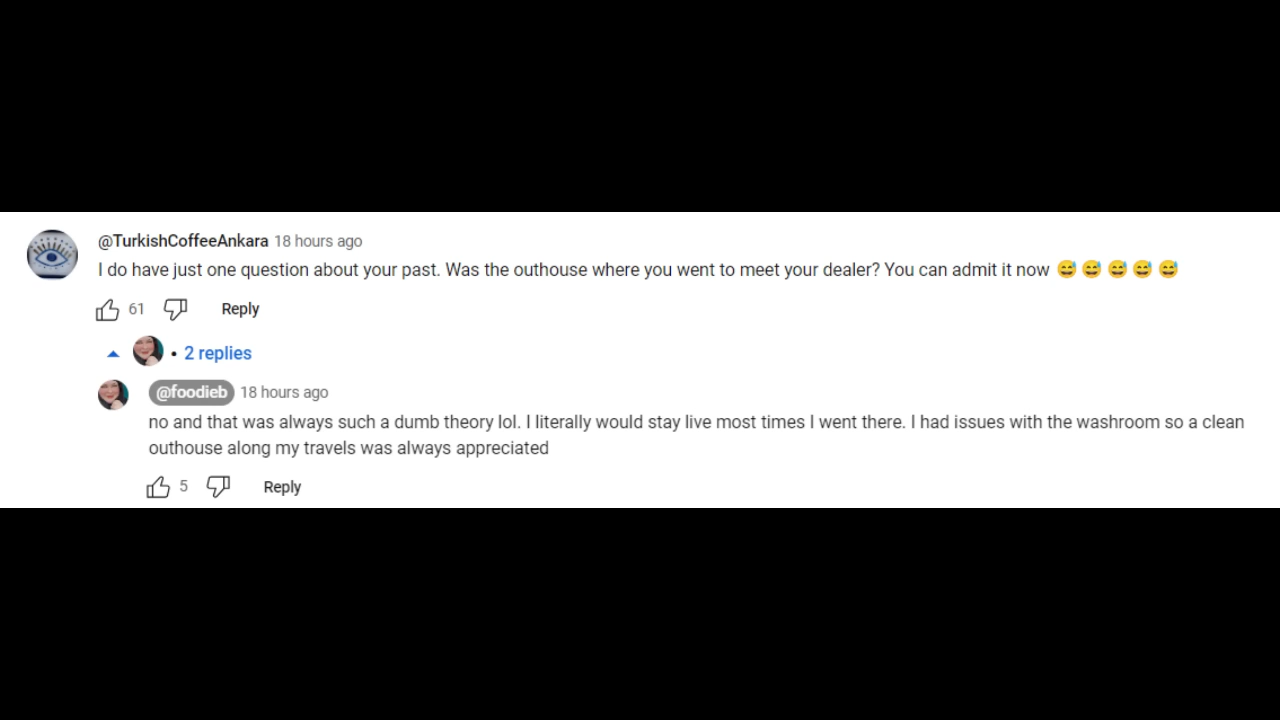 @TurkishCoffeeAnkara 18 hours ago
I do have just one question about your past. Was the outhouse where you went to meet your dealer? You can admit it now 😅😅😅😅😅
61 Reply
• 2 replies
@foodieb 18 hours ago
no and that was always such a dumb theory lol. I literally would stay live most times I went there. I had issues with the washroom so a clean
outhouse along my travels was always appreciated
5 Reply